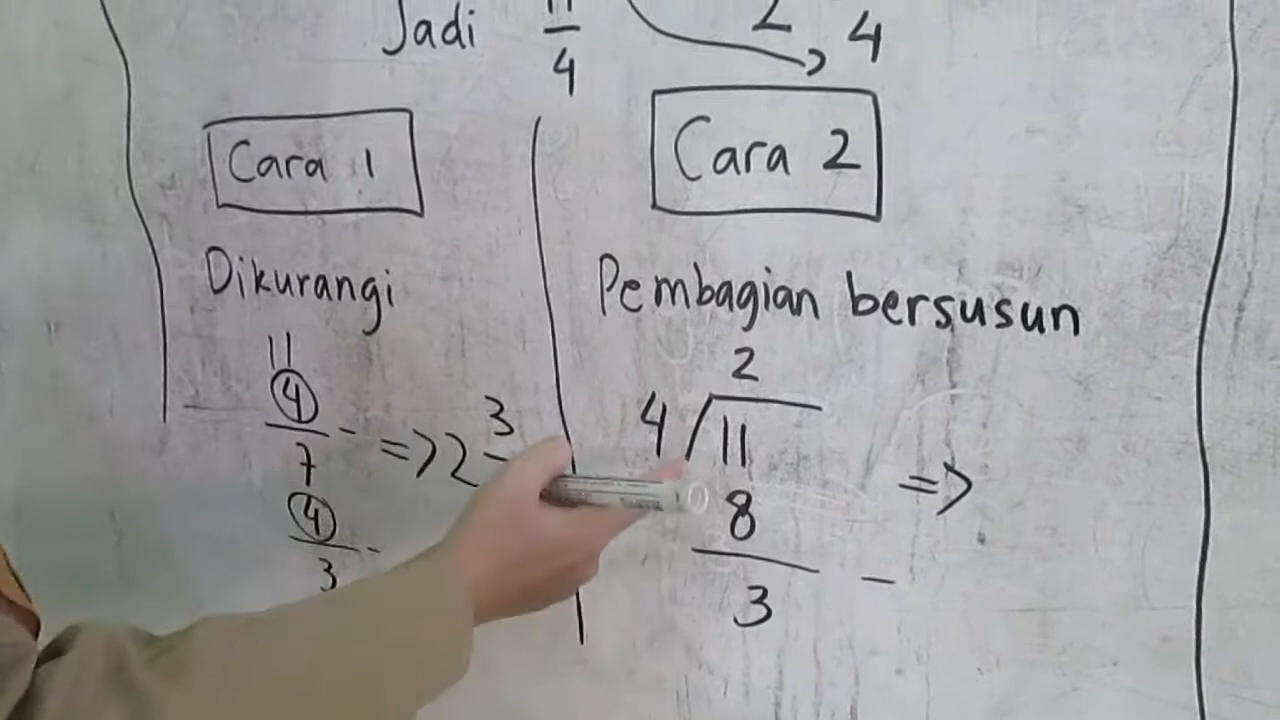 Jadi 11/4
2 4
Cara 1
Dikurangi
11
4 -
7
4 -
3
=> 2 3
Cara 2
Pembagian bersusun
2
4 11
8
-
3
=>